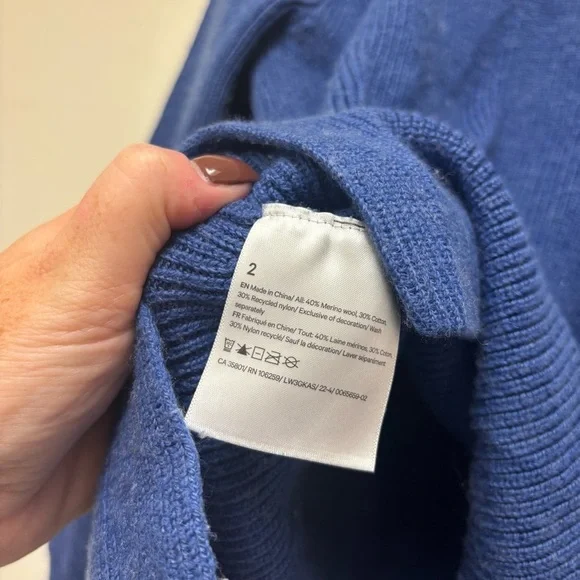 2
EN Made in China/ All: 40% Merino wool, 30% Cotton,
30% Recycled nylon/ Exclusive of decoration/ Wash
separately
FR Fabriqué en Chine/ Tout: 40% Laine mérinos, 30% Coton,
30% Nylon recyclé/ Sauf la décoration/ Laver séparément
CA 35801/ RN 106259/ LW3GKAS/ 22-4/ 0065659-02